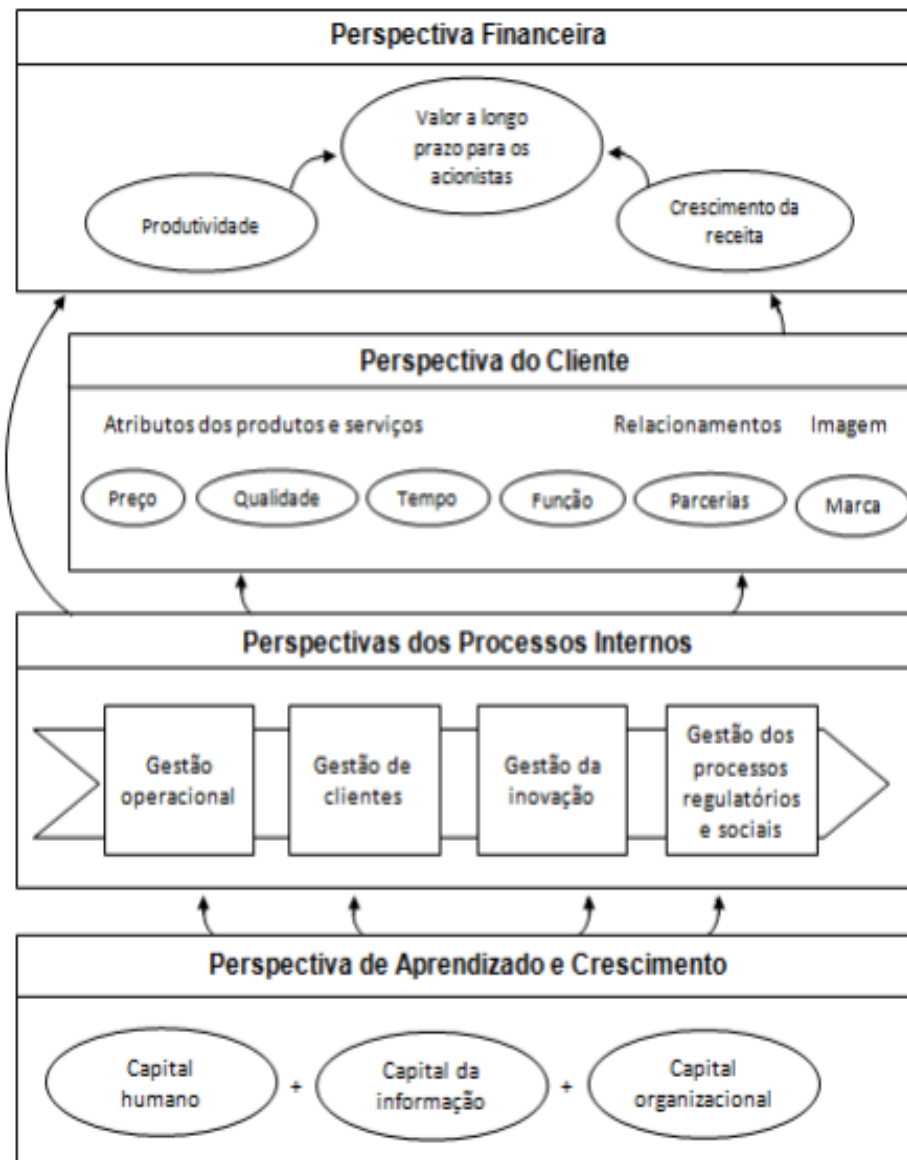 Perspectiva Financeira
Valor a longo
prazo para os
acionistas
Produtividade
Crescimento da
receita
Perspectiva do Cliente
Atributos dos produtos e serviços
Relacionamentos
Imagem
Preço
Qualidade
Tempo
Função
Parcerias
Marca
Perspectivas dos Processos Internos
Gestão
operacional
Gestão de
clientes
Gestão da
inovação
Gestão dos
processos
regulatórios
e sociais
Perspectiva de Aprendizado e Crescimento
Capital
humano
+
Capital da
informação
+
Capital
organizacional